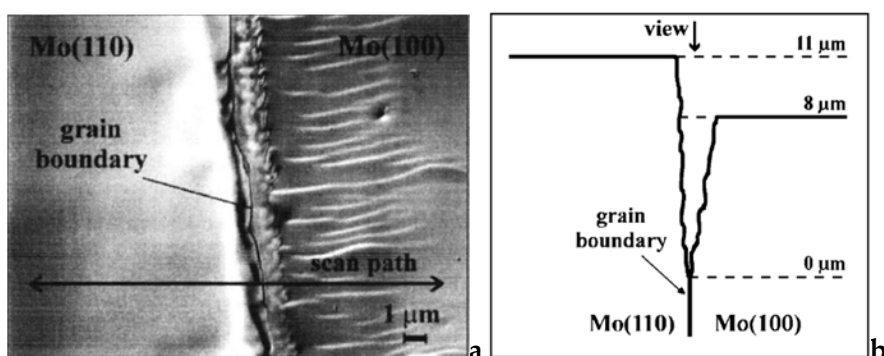 Mo(110)
Mo(100)
grain
boundary
scan path
1 μm
a
view
11 μm
8 μm
grain
boundary
0 μm
Mo(110)
Mo(100)
b